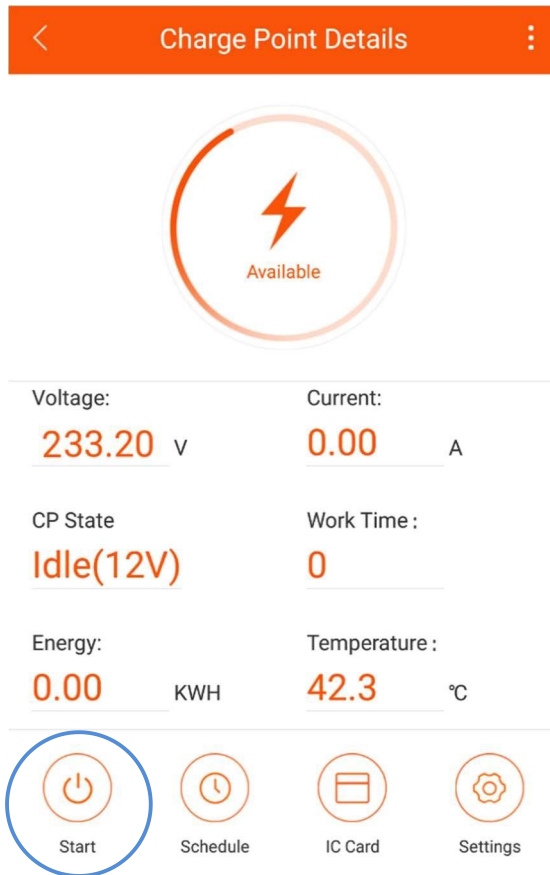 Charge Point Details
Available
Voltage: Current:
233.20 V 0.00 A
CP State Work Time :
Idle(12V) 0
Energy: Temperature :
0.00 KWH 42.3 ℃
Start Schedule IC Card Settings